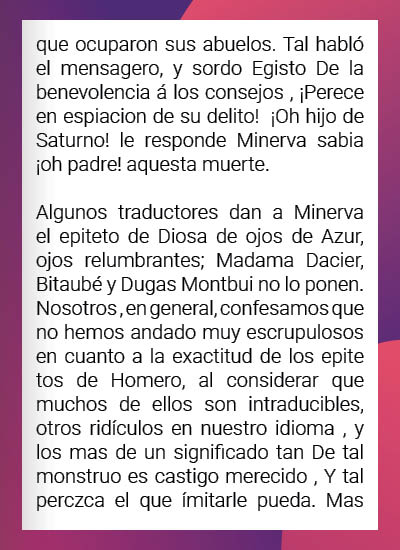 que ocuparon sus abuelos. Tal habló
el mensagero, y sordo Egisto De la
benevolencia á los consejos , ¡Perece
en espiacion de su delito! ¡Oh hijo de
Saturno! le responde Minerva sabia
¡oh padre! aquesta muerte.

Algunos traductores dan a Minerva
el epiteto de Diosa de ojos de Azur,
ojos relumbrantes; Madama Dacier,
Bitaubé y Dugas Montbui no lo ponen.
Nosotros , en general, confesamos que
no hemos andado muy escrupulosos
en cuanto a la exactitud de los epite
tos de Homero, al considerar que
muchos de ellos son intraducibles,
otros ridículos en nuestro idioma , y
los mas de un significado tan De tal
monstruo es castigo merecido , Y tal
perczca el que ímitarle pueda. Mas